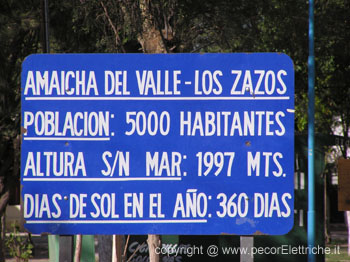 AMAICHA DEL VALLE - LOS ZAZOS
POBLACION: 5000 HABITANTES
ALTURA S/N MAR: 1997 MTS.
DIAS DE SOL EN EL AÑO: 360 DIAS
copyright @ www.pecorElettriche.it